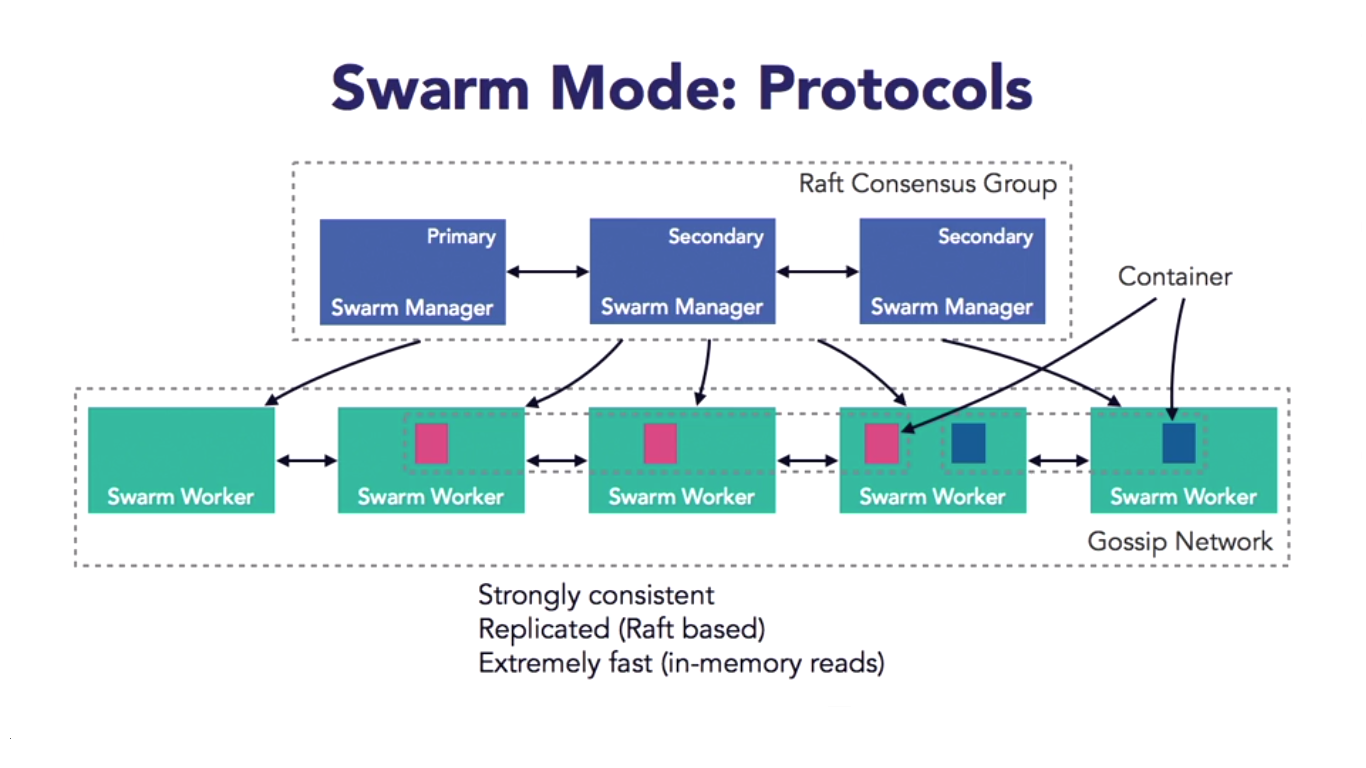 Swarm Mode: Protocols
Raft Consensus Group
Primary
Swarm Manager
Secondary
Swarm Manager
Secondary
Swarm Manager
Container
Swarm Worker
Swarm Worker
Swarm Worker
Swarm Worker
Swarm Worker
Gossip Network
Strongly consistent
Replicated (Raft based)
Extremely fast (in-memory reads)